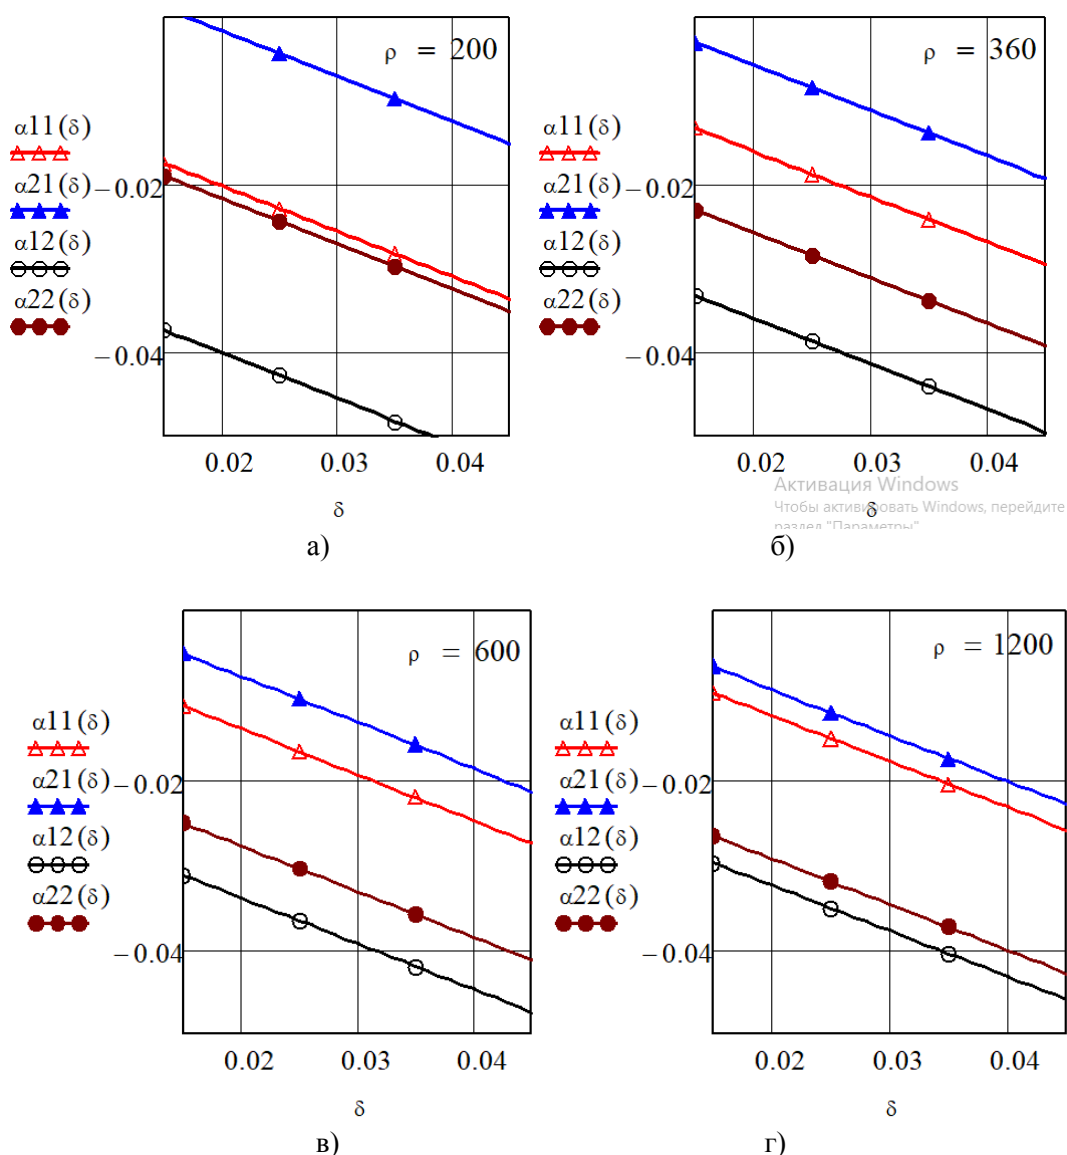 ρ = 200
α11(δ)
α21(δ)
α12(δ)
α22(δ)
−0.02
−0.04
0.02 0.03 0.04
δ
а)
ρ = 360
α11(δ)
α21(δ)
α12(δ)
α22(δ)
−0.02
−0.04
0.02 0.03 0.04
δ
Активация Windows
Чтобы активировать Windows, перейдите
раздел "Параметры"
б)
ρ = 600
α11(δ)
α21(δ)
α12(δ)
α22(δ)
−0.02
−0.04
0.02 0.03 0.04
δ
в)
ρ = 1200
α11(δ)
α21(δ)
α12(δ)
α22(δ)
−0.02
−0.04
0.02 0.03 0.04
δ
г)